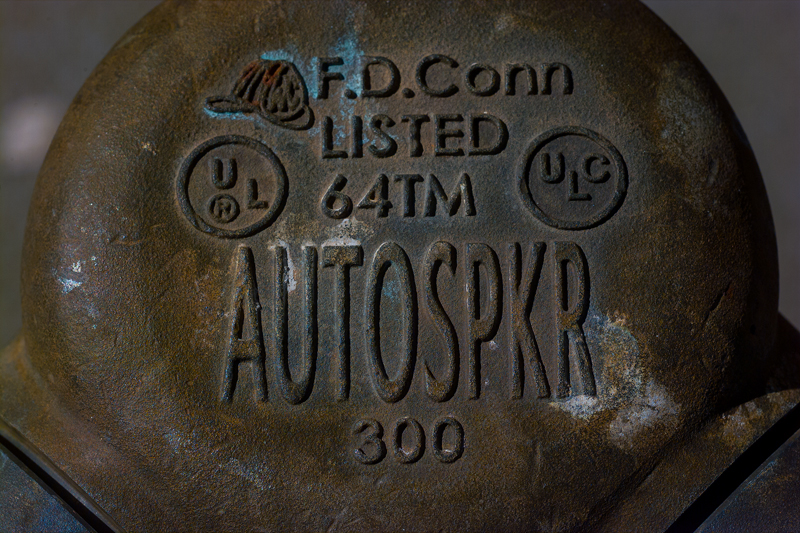 F.D.Conn
LISTED
UL ®
64TM
ULC
AUTOSPKR
300